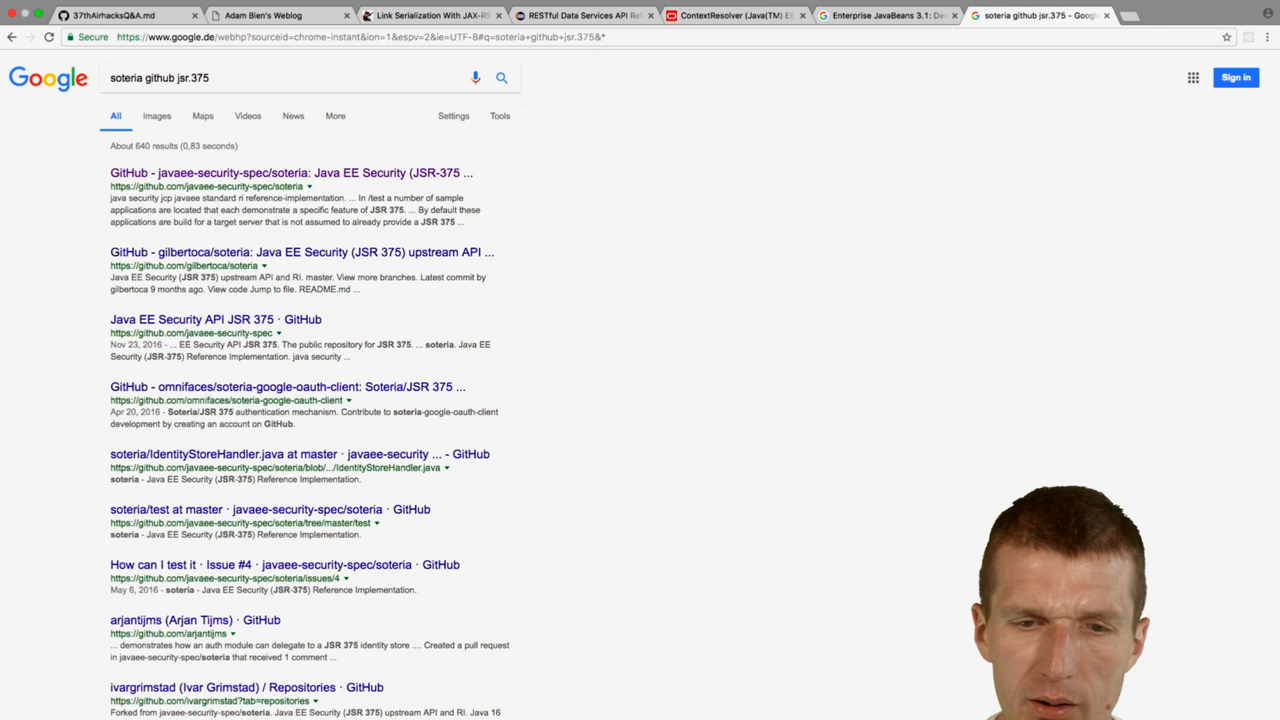 37thAirhacksQ&A.md
Adam Bien's Weblog
Link Serialization With JAX-RS
RESTful Data Services API Ref
ContextResolver (Java(TM) EE
Enterprise JavaBeans 3.1: Dev
soteria github jsr.375 - Google
Secure
https://www.google.de/webhp?sourceid=chrome-instant&ion=1&espv=2&ie=UTF-8#q=soteria+github+jsr.375&*
Google
soteria github jsr.375
Sign in
All
Images
Maps
Videos
News
More
Settings
Tools
About 640 results (0,83 seconds)
GitHub - javaee-security-spec/soteria: Java EE Security (JSR-375 ...
https://github.com/javaee-security-spec/soteria
java security jcp javaee standard ri reference-implementation. ... In /test a number of sample
applications are located that each demonstrate a specific feature of JSR 375. ... By default these
applications are build for a target server that is not assumed to already provide a JSR 375 ...
GitHub - gilbertoca/soteria: Java EE Security (JSR 375) upstream API ...
https://github.com/gilbertoca/soteria
Java EE Security (JSR 375) upstream API and RI. master. View more branches. Latest commit by
gilbertoca 9 months ago. View code Jump to file. README.md ...
Java EE Security API JSR 375 · GitHub
https://github.com/javaee-security-spec
Nov 23, 2016 - ... EE Security API JSR 375. The public repository for JSR 375. ... soteria. Java EE
Security (JSR-375) Reference Implementation. java security ...
GitHub - omnifaces/soteria-google-oauth-client: Soteria/JSR 375 ...
https://github.com/omnifaces/soteria-google-oauth-client
Apr 20, 2016 - Soteria/JSR 375 authentication mechanism. Contribute to soteria-google-oauth-client
development by creating an account on GitHub.
soteria/IdentityStoreHandler.java at master · javaee-security ... - GitHub
https://github.com/javaee-security-spec/soteria/blob/.../IdentityStoreHandler.java
soteria - Java EE Security (JSR-375) Reference Implementation.
soteria/test at master · javaee-security-spec/soteria · GitHub
https://github.com/javaee-security-spec/soteria/tree/master/test
soteria - Java EE Security (JSR-375) Reference Implementation.
How can I test it · Issue #4 · javaee-security-spec/soteria · GitHub
https://github.com/javaee-security-spec/soteria/issues/4
May 6, 2016 - soteria - Java EE Security (JSR-375) Reference Implementation.
arjantijms (Arjan Tijms) · GitHub
https://github.com/arjantijms
... demonstrates how an auth module can delegate to a JSR 375 identity store .... Created a pull request
in javaee-security-spec/soteria that received 1 comment ...
ivargrimstad (Ivar Grimstad) / Repositories · GitHub
https://github.com/ivargrimstad?tab=repositories
Forked from javaee-security-spec/soteria. Java EE Security (JSR 375) upstream API and RI. Java 16